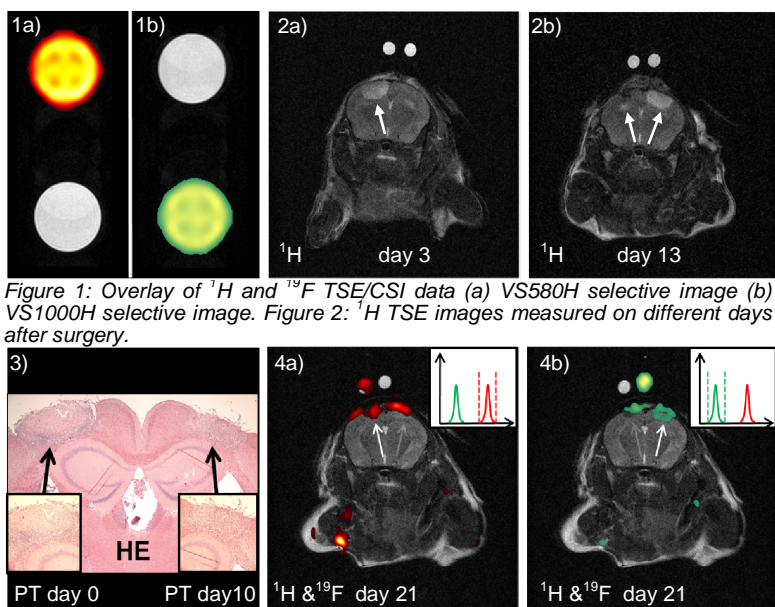 1a)
1b)
2a)
2b)
¹H day 3
¹H day 13
Figure 1: Overlay of ¹H and ¹⁹F TSE/CSI data (a) VS580H selective image (b)
VS1000H selective image. Figure 2: ¹H TSE images measured on different days
after surgery.
3)
4a)
4b)
HE
PT day 0
PT day10
¹H &¹⁹F day 21
¹H &¹⁹F day 21